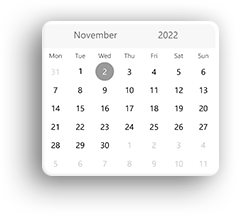 November 2022
Mon Tue Wed Thu Fri Sat Sun
31 1 2 3 4 5 6
7 8 9 10 11 12 13
14 15 16 17 18 19 20
21 22 23 24 25 26 27
28 29 30 1 2 3 4
5 6 7 8 9 10 11